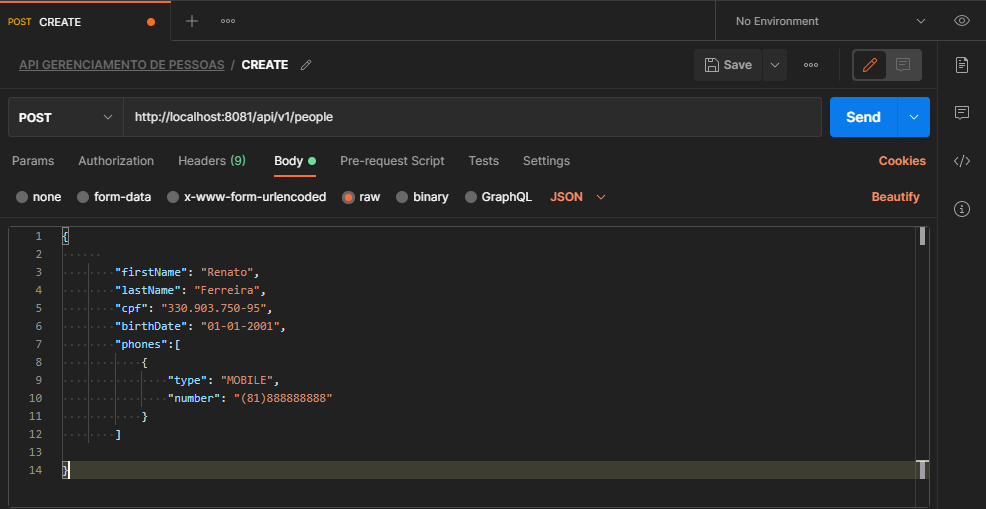 POST CREATE
No Environment
API GERENCIAMENTO DE PESSOAS / CREATE
Save
POST http://localhost:8081/api/v1/people
Send
Params Authorization Headers (9) Body Pre-request Script Tests Settings Cookies
none form-data x-www-form-urlencoded raw binary GraphQL JSON Beautify
1 {
2
3 "firstName": "Renato",
4 "lastName": "Ferreira",
5 "cpf": "330.903.750-95",
6 "birthDate": "01-01-2001",
7 "phones":[
8 {
9 "type": "MOBILE",
10 "number": "(81)888888888"
11 }
12 ]
13
14 }